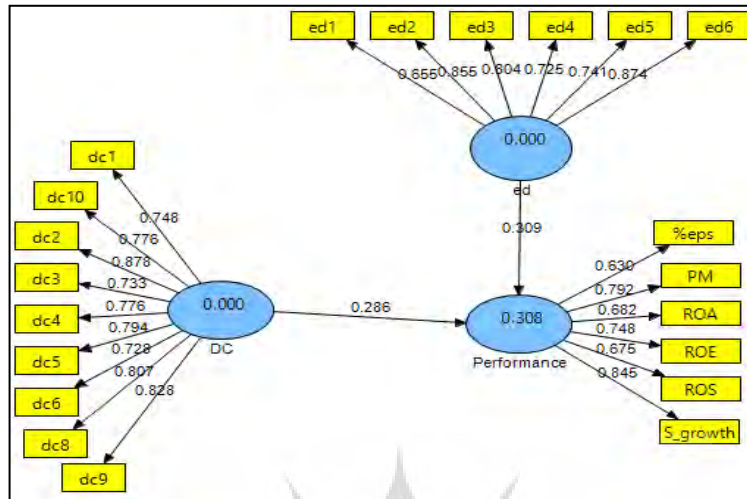 ed1 ed2 ed3 ed4 ed5 ed6
0.655 0.855 0.804 0.725 0.741 0.874
0.000
ed
0.309
dc1
dc10
dc2
dc3
dc4
dc5
dc6
dc8
dc9
0.748
0.776
0.878
0.733
0.776
0.794
0.728
0.807
0.828
0.000
DC
0.286
0.308
Performance
0.630
0.792
0.682
0.748
0.675
0.845
%eps
PM
ROA
ROE
ROS
S_growth